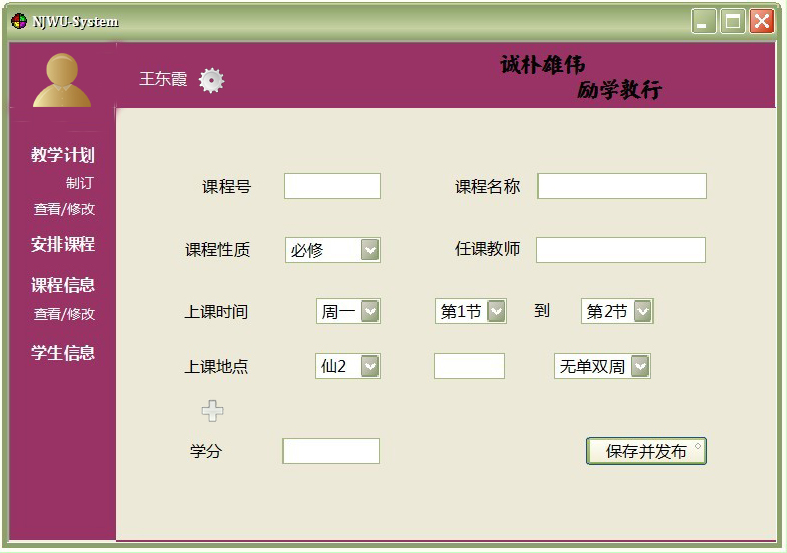 NJWU-System
王东霞
诚朴雄伟
励学敦行
教学计划
制订
查看/修改
安排课程
课程信息
查看/修改
学生信息
课程号
课程名称
课程性质 必修
任课教师
上课时间 周一 第1节 到 第2节
上课地点 仙2 无单双周
学分
保存并发布